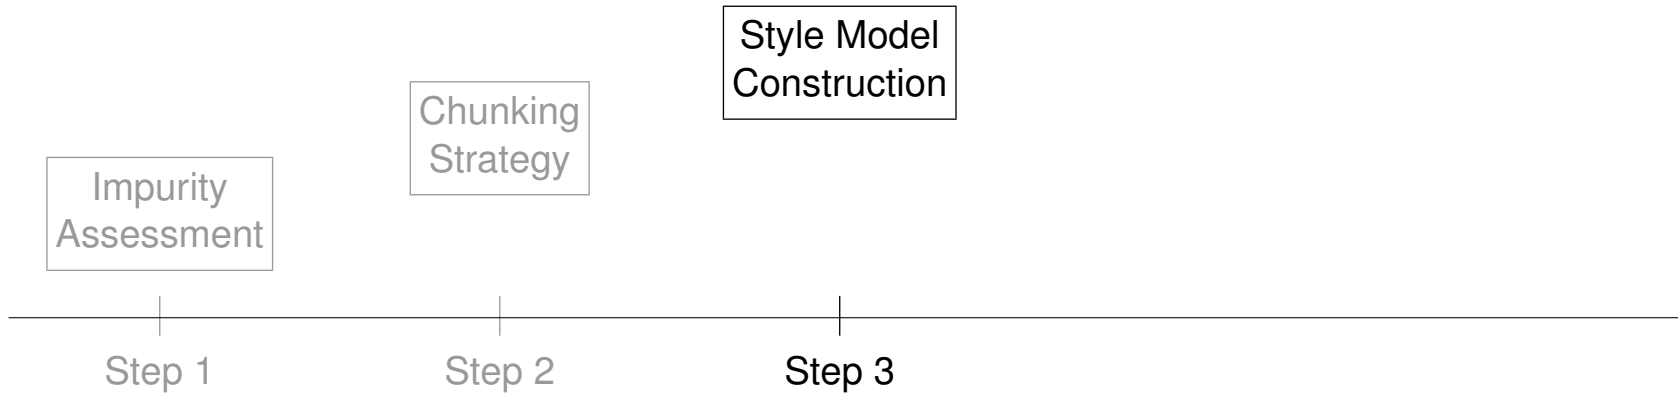 Style Model
Construction
Chunking
Strategy
Impurity
Assessment
Step 1
Step 2
Step 3